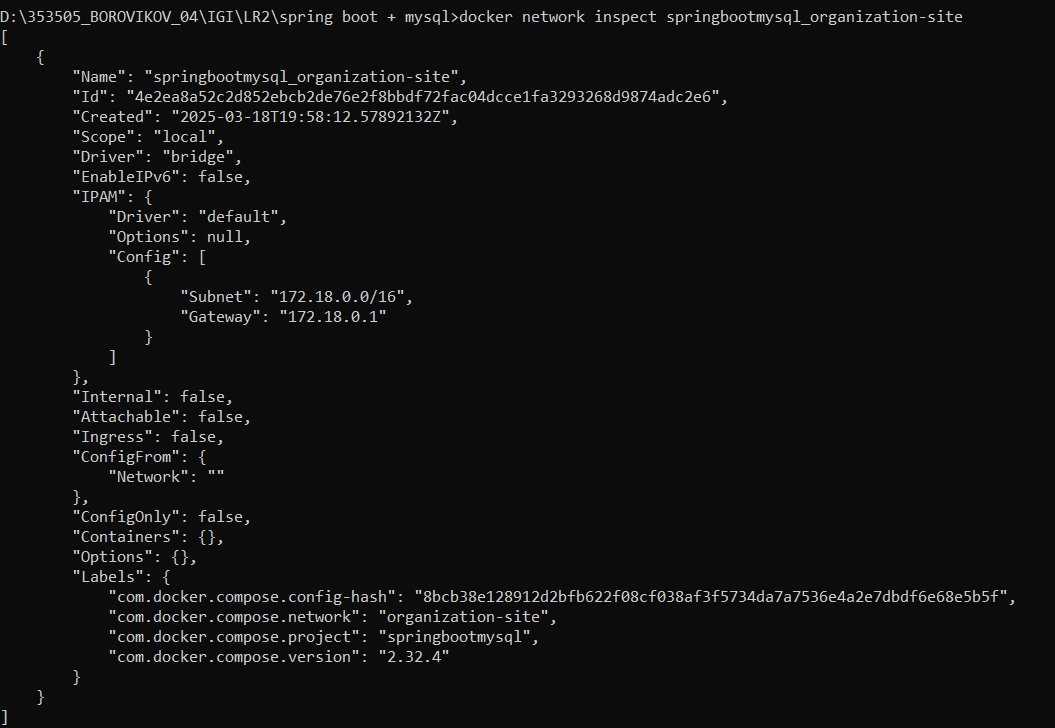 D:\353505_BOROVIKOV_04\IGI\LR2\spring boot + mysql>docker network inspect springbootmysql_organization-site
[
    {
        "Name": "springbootmysql_organization-site",
        "Id": "4e2ea8a52c2d852ebcb2de76e2f8bbdf72fac04dcce1fa3293268d9874adc2e6",
        "Created": "2025-03-18T19:58:12.57892132Z",
        "Scope": "local",
        "Driver": "bridge",
        "EnableIPv6": false,
        "IPAM": {
            "Driver": "default",
            "Options": null,
            "Config": [
                {
                    "Subnet": "172.18.0.0/16",
                    "Gateway": "172.18.0.1"
                }
            ]
        },
        "Internal": false,
        "Attachable": false,
        "Ingress": false,
        "ConfigFrom": {
            "Network": ""
        },
        "ConfigOnly": false,
        "Containers": {},
        "Options": {},
        "Labels": {
            "com.docker.compose.config-hash": "8bcb38e128912d2bfb622f08cf038af3f5734da7a7536e4a2e7dbdf6e68e5b5f",
            "com.docker.compose.network": "organization-site",
            "com.docker.compose.project": "springbootmysql",
            "com.docker.compose.version": "2.32.4"
        }
    }
]